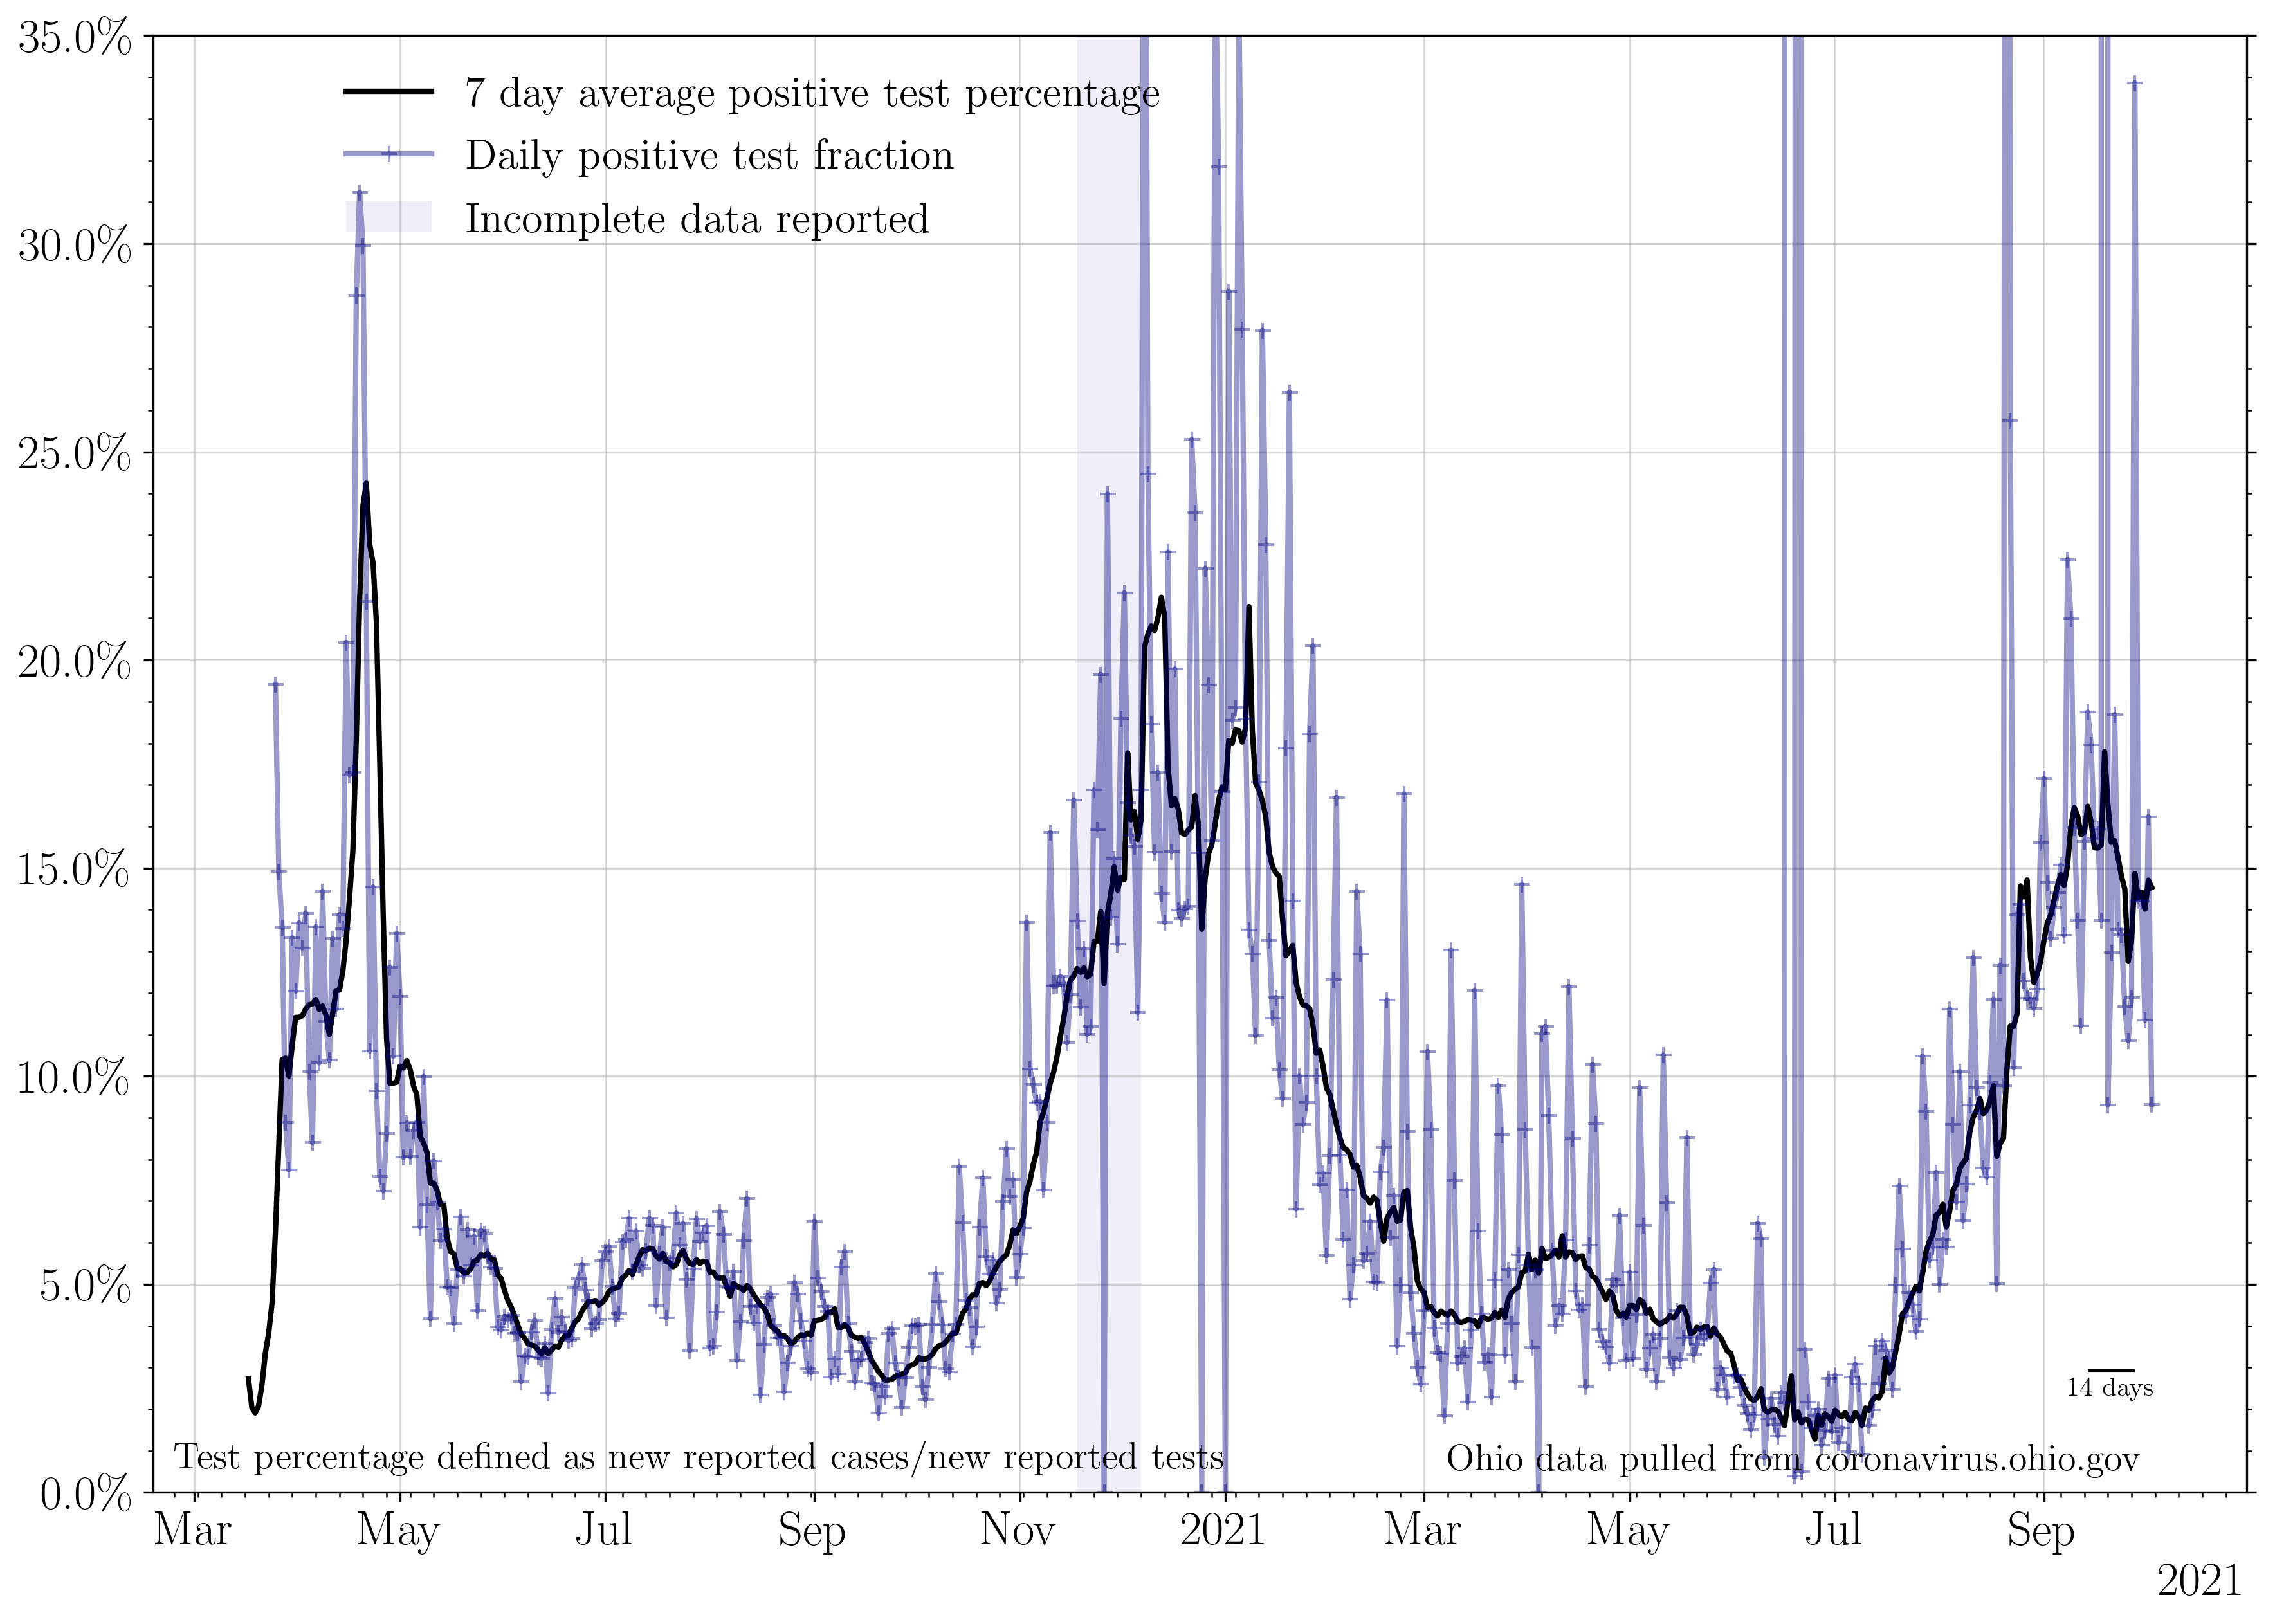 35.0%
7 day average positive test percentage
Daily positive test fraction
Incomplete data reported
30.0%
25.0%
20.0%
15.0%
10.0%
5.0%
14 days
Test percentage defined as new reported cases/new reported tests
Ohio data pulled from coronavirus.ohio.gov
0.0%
Mar May Jul Sep Nov 2021 Mar May Jul Sep
2021